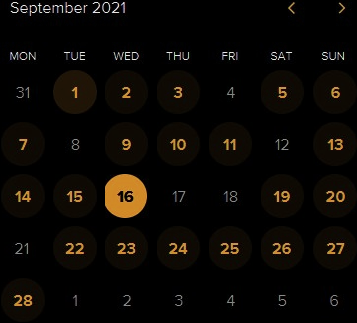 September 2021
MON TUE WED THU FRI SAT SUN
31 1 2 3 4 5 6
7 8 9 10 11 12 13
14 15 16 17 18 19 20
21 22 23 24 25 26 27
28 1 2 3 4 5 6